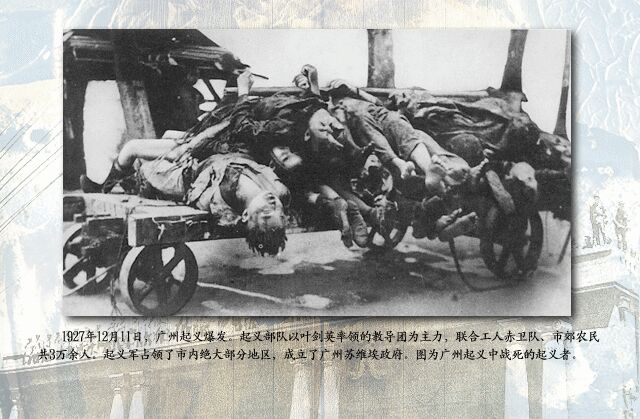 1927年12月11日，广州起义爆发。起义部队以叶剑英率领的教导团为主力，联合工人赤卫队、市郊农民
共3万余人。起义军占领了市内绝大部分地区，成立了广州苏维埃政府。图为广州起义中战死的起义者。